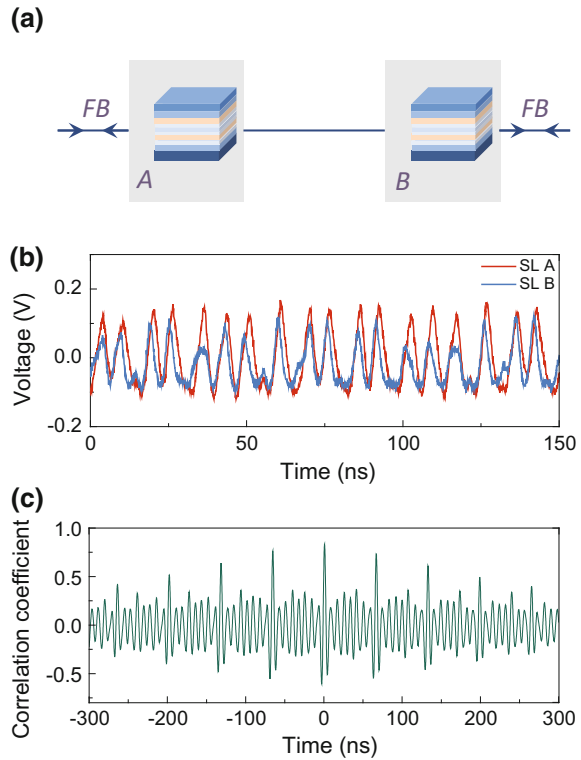 (a)
FB
FB
A
B
(b)
SL A
SL B
Voltage (V)
0.2
0.0
-0.2
0
50
100
150
Time (ns)
(c)
Correlation coefficient
1.0
0.5
0.0
-0.5
-300
-200
-100
0
100
200
300
Time (ns)